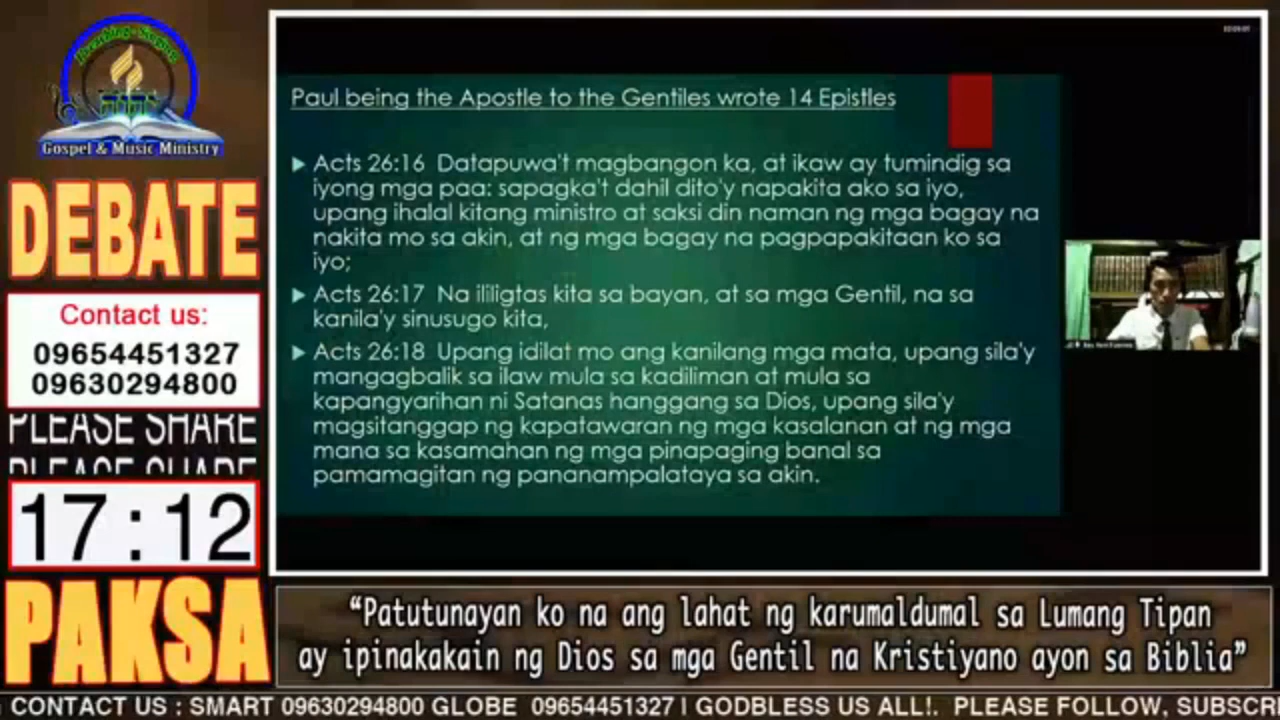 Preaching - Singing
Gospel & Music Ministry
DEBATE
Contact us:
09654451327
09630294800
PLEASE SHARE
PLEASE SHARE
17:12
PAKSA
Paul being the Apostle to the Gentiles wrote 14 Epistles
Acts 26:16 Datapuwa't magbangon ka, at ikaw ay tumindig sa
iyong mga paa: sapagka't dahil dito'y napakita ako sa iyo,
upang ihalal kitang ministro at saksi din naman ng mga bagay na
nakita mo sa akin, at ng mga bagay na pagpapakitaan ko sa
iyo;
Acts 26:17 Na ililigtas kita sa bayan, at sa mga Gentil, na sa
kanila'y sinusugo kita,
Acts 26:18 Upang idilat mo ang kanilang mga mata, upang sila'y
mangagbalik sa ilaw mula sa kadiliman at mula sa
kapangyarihan ni Satanas hanggang sa Dios, upang sila'y
magsitanggap ng kapatawaran ng mga kasalanan at ng mga
mana sa kasamahan ng mga pinapaging banal sa
pamamagitan ng pananampalataya sa akin.
“Patutunayan ko na ang lahat ng karumaldumal sa Lumang Tipan
ay ipinakakain ng Dios sa mga Gentil na Kristiyano ayon sa Biblia”
CONTACT US : SMART 09630294800 GLOBE 09654451327 I GODBLESS US ALL!. PLEASE FOLLOW, SUBSCR